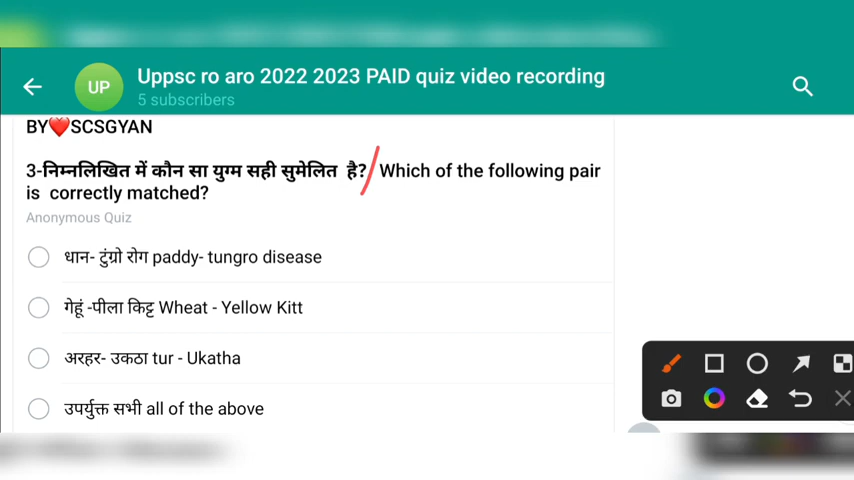 Uppsc ro aro 2022 2023 PAID quiz video recording
UP
5 subscribers
BY❤️SCSGYAN
3-निम्नलिखित में कौन सा युग्म सही सुमेलित है? Which of the following pair
is correctly matched?
Anonymous Quiz
धान- टुंग्रो रोग paddy- tungro disease
गेहूं -पीला किट्ट Wheat - Yellow Kitt
अरहर- उकठा tur - Ukatha
उपर्युक्त सभी all of the above